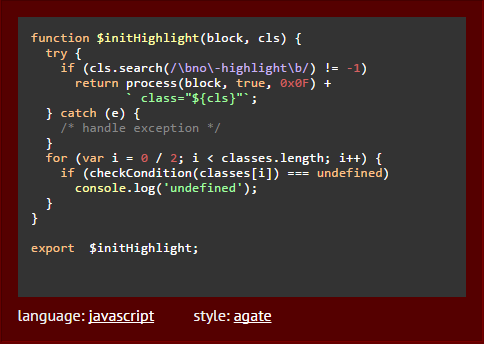 function $initHighlight(block, cls) {
  try {
    if (cls.search(/\bno\-highlight\b/) != -1)
      return process(block, true, 0x0F) +
             ` class="${cls}"`;
  } catch (e) {
    /* handle exception */
  }
  for (var i = 0 / 2; i < classes.length; i++) {
    if (checkCondition(classes[i]) === undefined)
      console.log('undefined');
  }
}
export  $initHighlight;
language: javascript style: agate